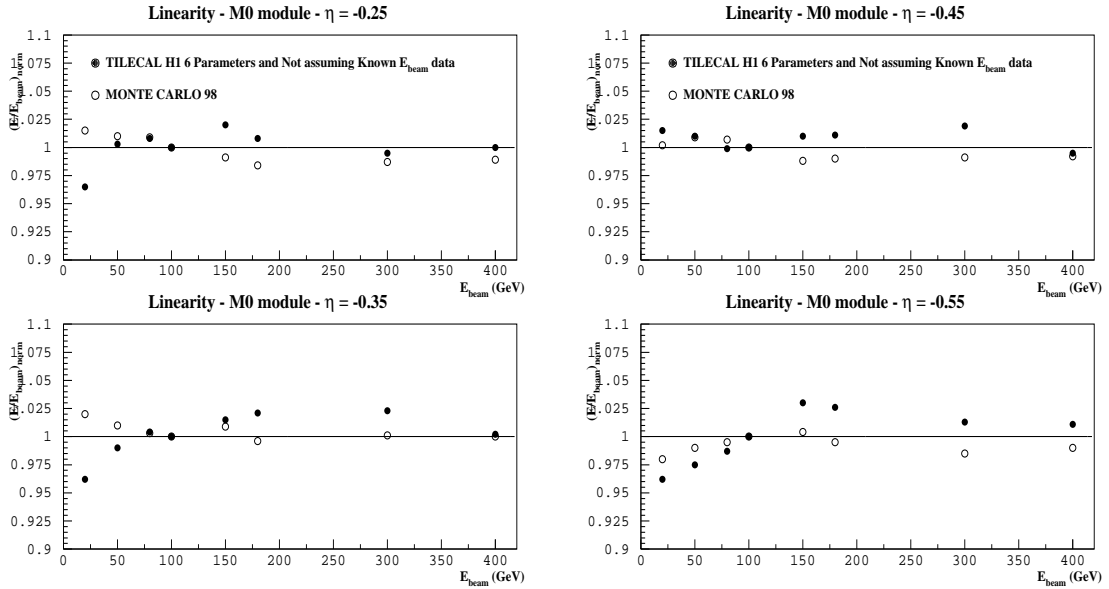 Linearity - M0 module - η = -0.25
(E/E_beam)_norm
1.1
1.075
1.05
1.025
1
0.975
0.95
0.925
0.9
TILECAL H1 6 Parameters and Not assuming Known E_beam data
MONTE CARLO 98
0 50 100 150 200 250 300 350 400
E_beam (GeV)
Linearity - M0 module - η = -0.45
(E/E_beam)_norm
1.1
1.075
1.05
1.025
1
0.975
0.95
0.925
0.9
TILECAL H1 6 Parameters and Not assuming Known E_beam data
MONTE CARLO 98
0 50 100 150 200 250 300 350 400
E_beam (GeV)
Linearity - M0 module - η = -0.35
(E/E_beam)_norm
1.1
1.075
1.05
1.025
1
0.975
0.95
0.925
0.9
0 50 100 150 200 250 300 350 400
E_beam (GeV)
Linearity - M0 module - η = -0.55
(E/E_beam)_norm
1.1
1.075
1.05
1.025
1
0.975
0.95
0.925
0.9
0 50 100 150 200 250 300 350 400
E_beam (GeV)